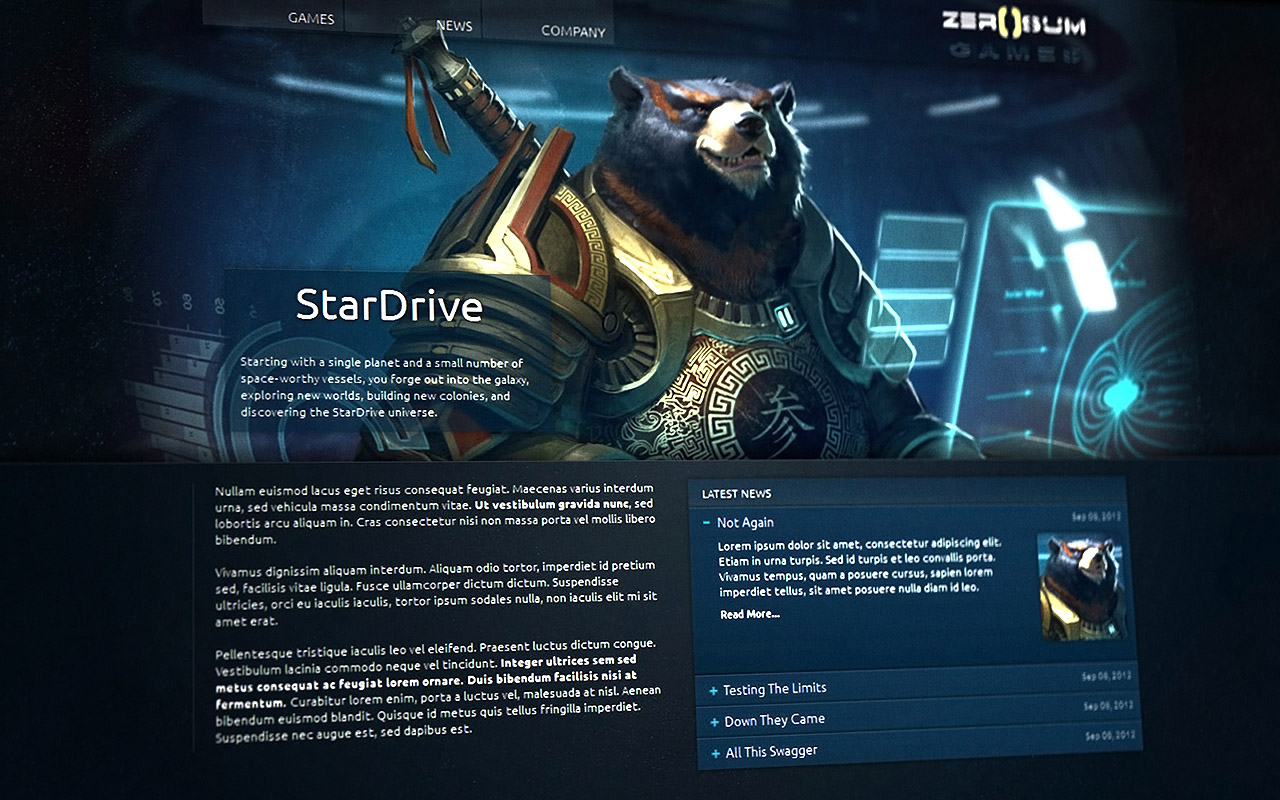 GAMES
NEWS
COMPANY
ZERO SUM
GAMES
StarDrive
Starting with a single planet and a small number of
space-worthy vessels, you forge out into the galaxy,
exploring new worlds, building new colonies, and
discovering the StarDrive universe.
参
Nullam euismod lacus eget risus consequat feugiat. Maecenas varius interdum
urna, sed vehicula massa condimentum vitae. Ut vestibulum gravida nunc, sed
lobortis arcu aliquam in. Cras consectetur nisi non massa porta vel mollis libero
bibendum.
Vivamus dignissim aliquam interdum. Aliquam odio tortor, imperdiet id pretium
sed, facilisis vitae ligula. Fusce ullamcorper dictum dictum. Suspendisse
ultricies, orci eu iaculis iaculis, tortor ipsum sodales nulla, non iaculis elit mi sit
amet erat.
Pellentesque tristique iaculis leo vel eleifend. Praesent luctus dictum congue.
Vestibulum lacinia commodo neque vel tincidunt. Integer ultrices sem sed
metus consequat ac feugiat lorem ornare. Duis bibendum facilisis nisi at
fermentum. Curabitur lorem enim, porta a luctus vel, malesuada at nisl. Aenean
bibendum euismod blandit. Quisque id metus quis tellus fringilla imperdiet.
Suspendisse nec augue est, sed dapibus est.
LATEST NEWS
Not Again
Sep 08, 2012
Lorem ipsum dolor sit amet, consectetur adipiscing elit.
Etiam in urna turpis. Sed id turpis et leo convallis porta.
Vivamus tempus, quam a posuere cursus, sapien lorem
imperdiet tellus, sit amet posuere nulla diam id leo.
Read More...
Testing The Limits
Sep 08, 2012
Down They Came
Sep 08, 2012
All This Swagger
Sep 08, 2012